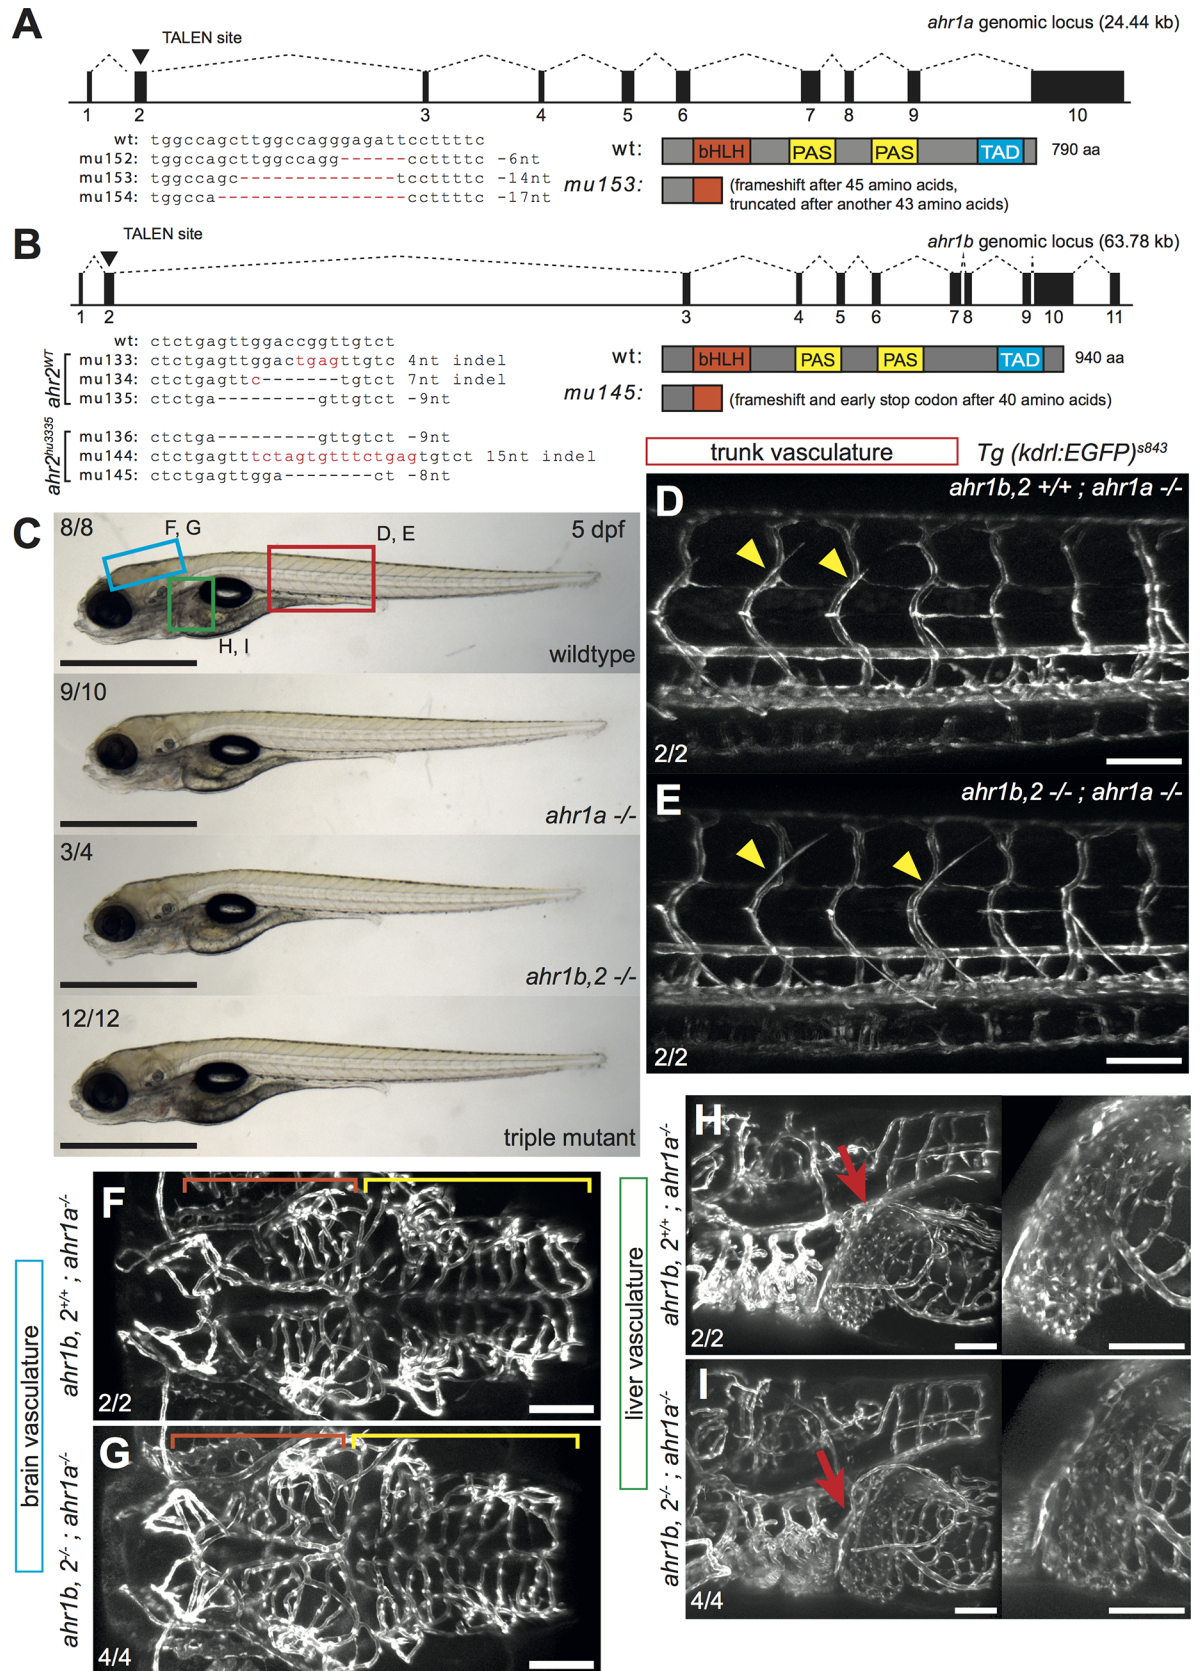 A
TALEN site
ahr1a genomic locus (24.44 kb)
1 2 3 4 5 6 7 8 9 10
wt: tggccagcttggccagggagattccttttc
mu152: tggccagcttggccagg------ccttttc -6nt
mu153: tggccagc--------------tccttttc -14nt
mu154: tggcca-----------------ccttttc -17nt
wt: bHLH PAS PAS TAD 790 aa
mu153: (frameshift after 45 amino acids,
truncated after another 43 amino acids)
B
TALEN site
ahr1b genomic locus (63.78 kb)
1 2 3 4 5 6 7 8 9 10 11
wt: ctctgagttggaccggttgtct
ahr2WT
mu133: ctctgagttggactgagttgtc 4nt indel
mu134: ctctgagttc--------tgtct 7nt indel
mu135: ctctga---------gttgtct -9nt
ahr2hu3335
mu136: ctctga---------gttgtct -9nt
mu144: ctctgagtttctagtgtttctgagtgtct 15nt indel
mu145: ctctgagttgga--------ct -8nt
wt: bHLH PAS PAS TAD 940 aa
mu145: (frameshift and early stop codon after 40 amino acids)
trunk vasculature
Tg (kdrl:EGFP)s843
C
8/8
F, G
D, E
5 dpf
H, I
wildtype
9/10
ahr1a -/-
3/4
ahr1b,2 -/-
12/12
triple mutant
D
ahr1b,2 +/+ ; ahr1a -/-
2/2
E
ahr1b,2 -/- ; ahr1a -/-
2/2
brain vasculature
ahr1b, 2+/+ ; ahr1a-/-
F
2/2
ahr1b, 2-/- ; ahr1a-/-
G
4/4
liver vasculature
ahr1b, 2+/+ ; ahr1a-/-
H
2/2
ahr1b, 2-/- ; ahr1a-/-
I
4/4